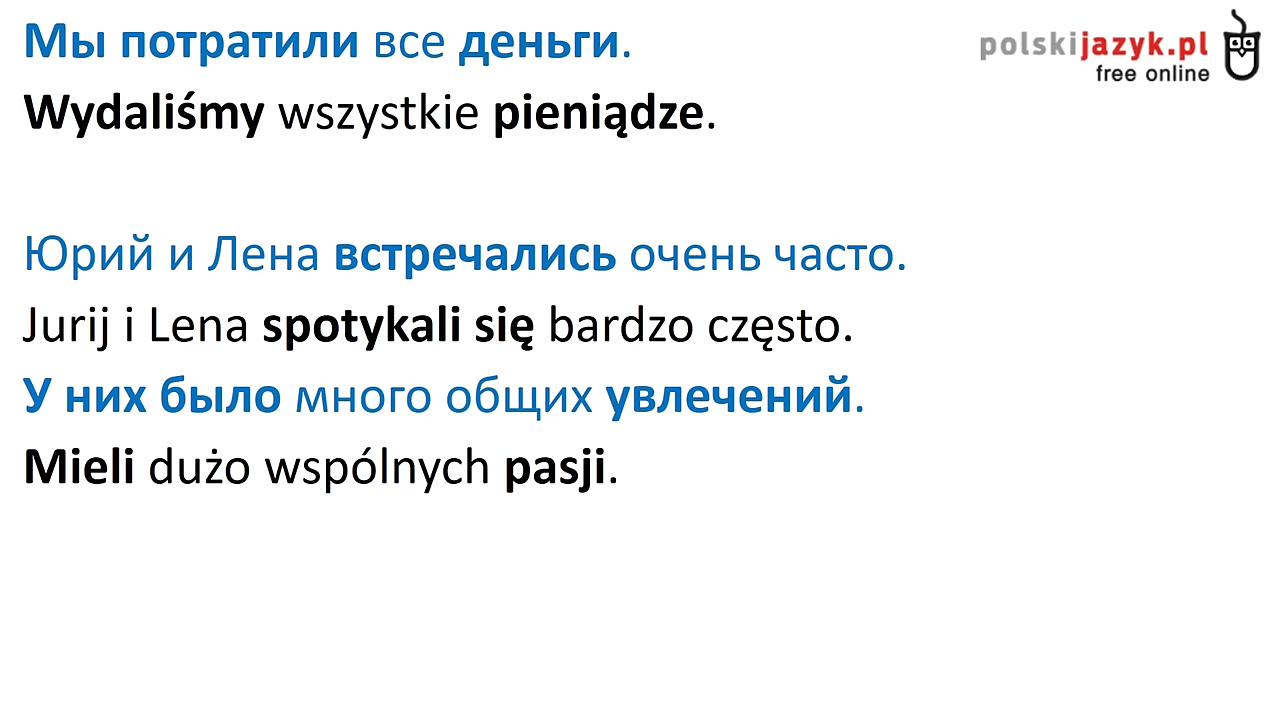 Мы потратили все деньги.
polskijazyk.pl
free online
Wydaliśmy wszystkie pieniądze.
Юрий и Лена встречались очень часто.
Jurij i Lena spotykali się bardzo często.
У них было много общих увлечений.
Mieli dużo wspólnych pasji.